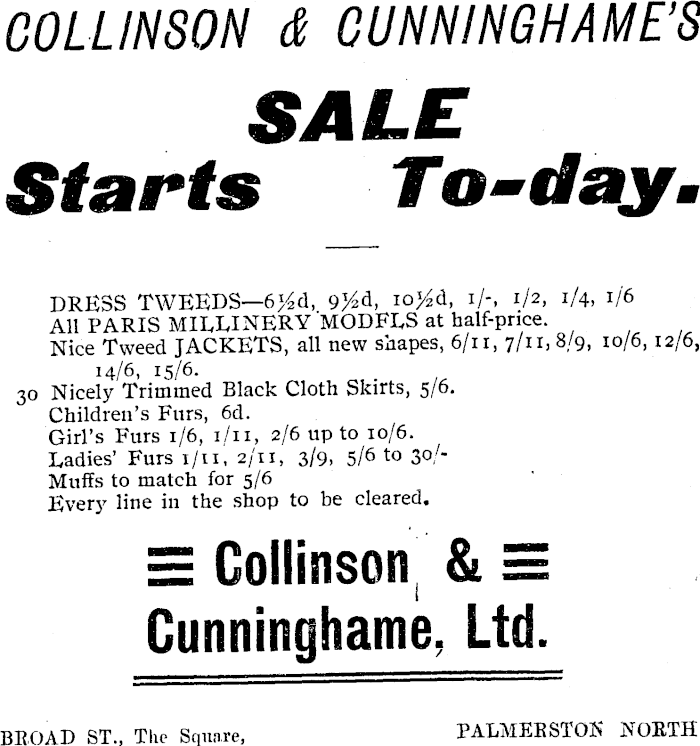 COLLINSON & CUNNINGHAME'S
SALE
Starts To-day.
DRESS TWEEDS—6½d, 9½d, 10½d, 1/-, 1/2, 1/4, 1/6
All PARIS MILLINERY MODELS at half-price.
Nice Tweed JACKETS, all new shapes, 6/11, 7/11, 8/9, 10/6, 12/6,
14/6, 15/6.
30 Nicely Trimmed Black Cloth Skirts, 5/6.
Children's Furs, 6d.
Girl's Furs 1/6, 1/11, 2/6 up to 10/6.
Ladies' Furs 1/11, 2/11, 3/9, 5/6 to 30/-
Muffs to match for 5/6
Every line in the shop to be cleared.
Collinson &
Cunninghame, Ltd.
BROAD ST., The Square, PALMERSTON NORTH